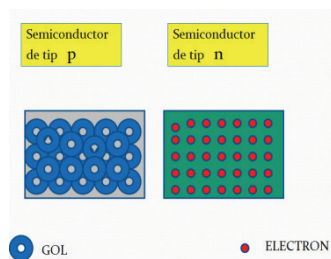 Semiconductor
de tip p
Semiconductor
de tip n
GOL
ELECTRON